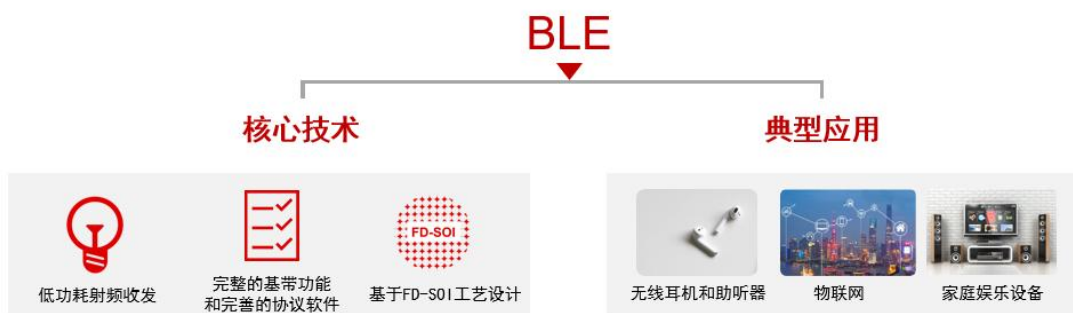 BLE
核心技术
典型应用
FD-SOI
低功耗射频收发
完整的基带功能
和完善的协议软件
基于FD-SOI工艺设计
无线耳机和助听器
物联网
家庭娱乐设备